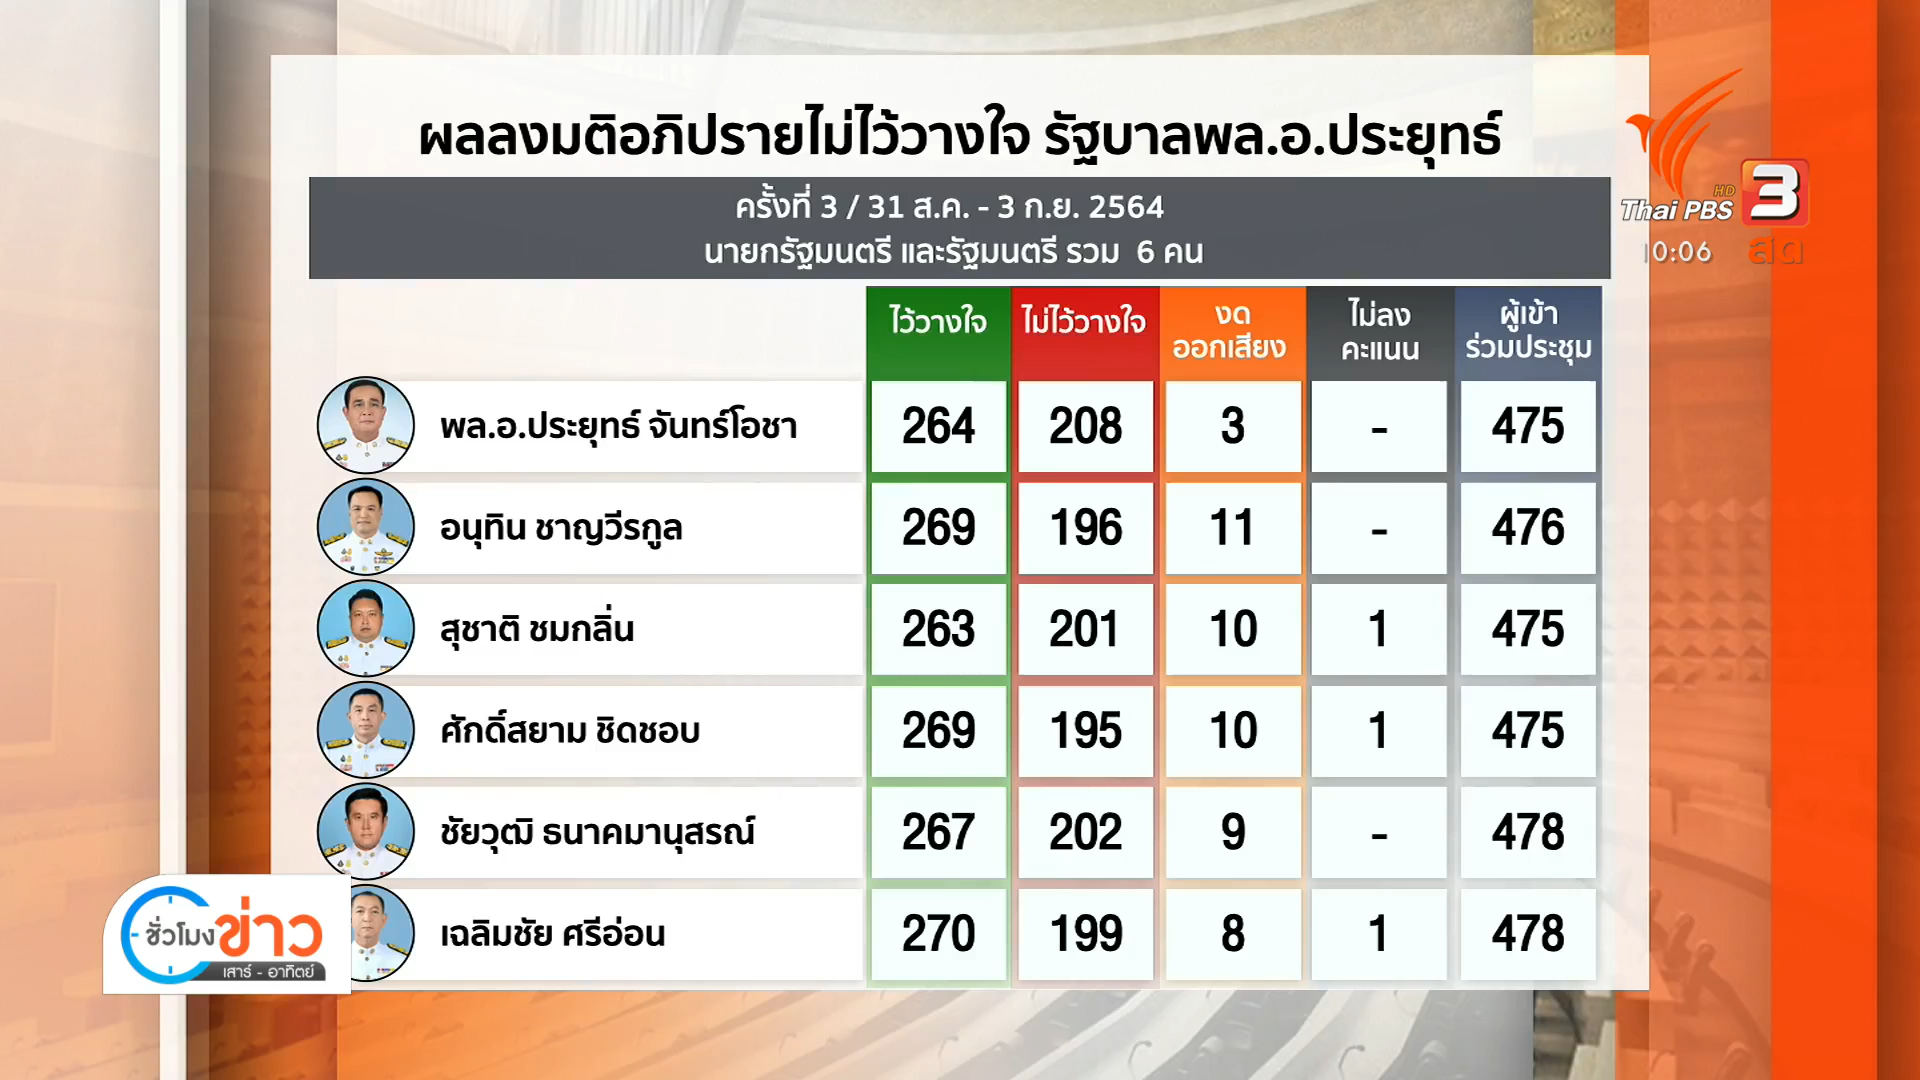 ผลลงมติอภิปรายไม่ไว้วางใจ รัฐบาลพล.อ.ประยุทธ์
ครั้งที่ 3 / 31 ส.ค. - 3 ก.ย. 2564
นายกรัฐมนตรี และรัฐมนตรี รวม 6 คน
HD
Thai PBS 3
10:06 สด
ไว้วางใจ ไม่ไว้วางใจ งดออกเสียง ไม่ลงคะแนน ผู้เข้าร่วมประชุม
พล.อ.ประยุทธ์ จันทร์โอชา 264 208 3 - 475
อนุทิน ชาญวีรกูล 269 196 11 - 476
สุชาติ ชมกลิ่น 263 201 10 1 475
ศักดิ์สยาม ชิดชอบ 269 195 10 1 475
ชัยวุฒิ ธนาคมานุสรณ์ 267 202 9 - 478
เฉลิมชัย ศรีอ่อน 270 199 8 1 478
ชั่วโมงข่าว
เสาร์ - อาทิตย์